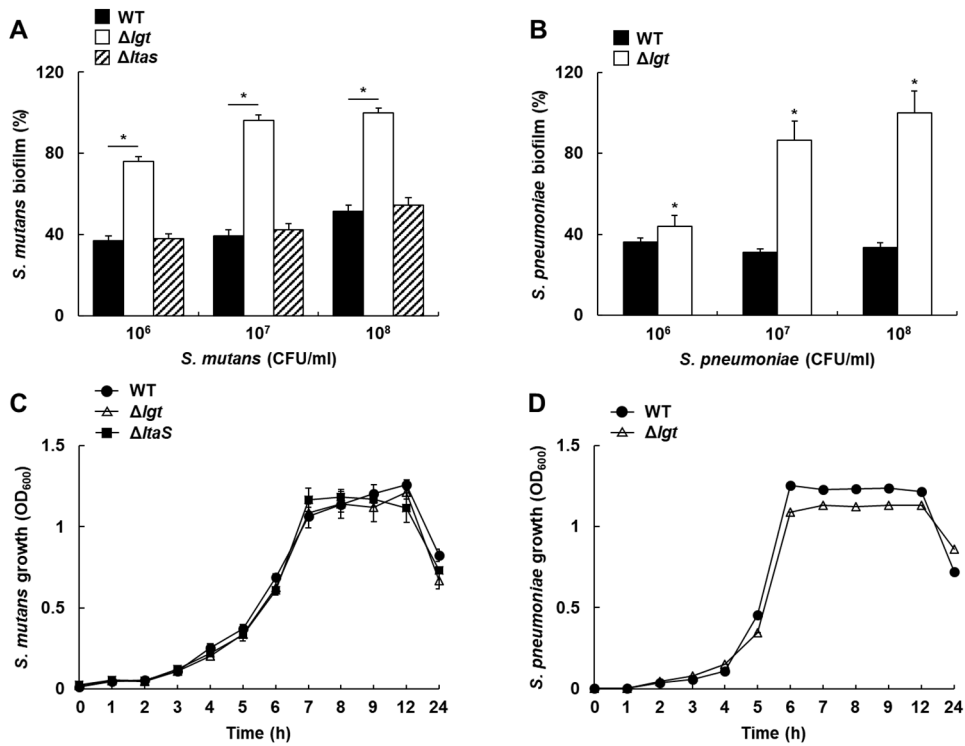 A
WT
Δlgt
Δltas
S. mutans biofilm (%)
120
80
40
0
*
*
*
10⁶
10⁷
10⁸
S. mutans (CFU/ml)
B
WT
Δlgt
S. pneumoniae biofilm (%)
120
80
40
0
*
*
*
10⁶
10⁷
10⁸
S. pneumoniae (CFU/ml)
C
WT
Δlgt
ΔltaS
S. mutans growth (OD₆₀₀)
1.5
1
0.5
0
0 1 2 3 4 5 6 7 8 9 12 24
Time (h)
D
WT
Δlgt
S. pneumoniae growth (OD₆₀₀)
1.5
1
0.5
0
0 1 2 3 4 5 6 7 8 9 12 24
Time (h)